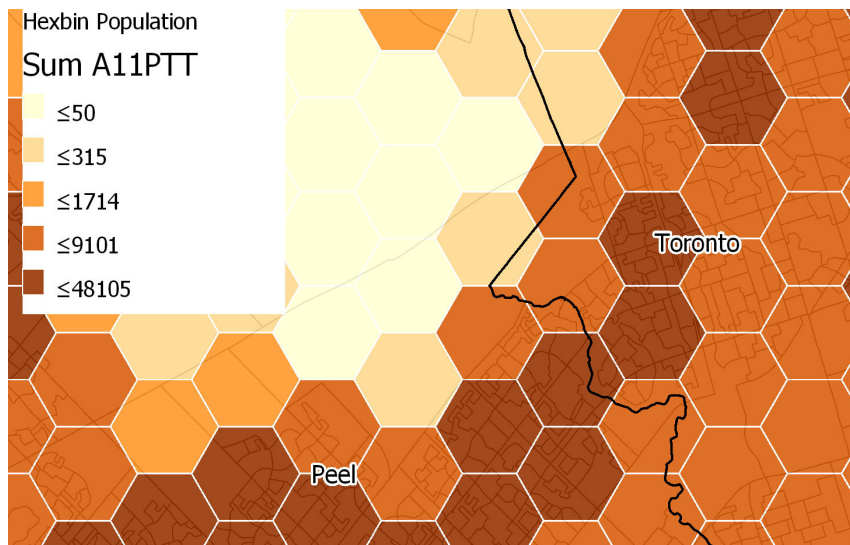 Hexbin Population
Sum A11PTT
≤50
≤315
≤1714
≤9101
≤48105
Toronto
Peel